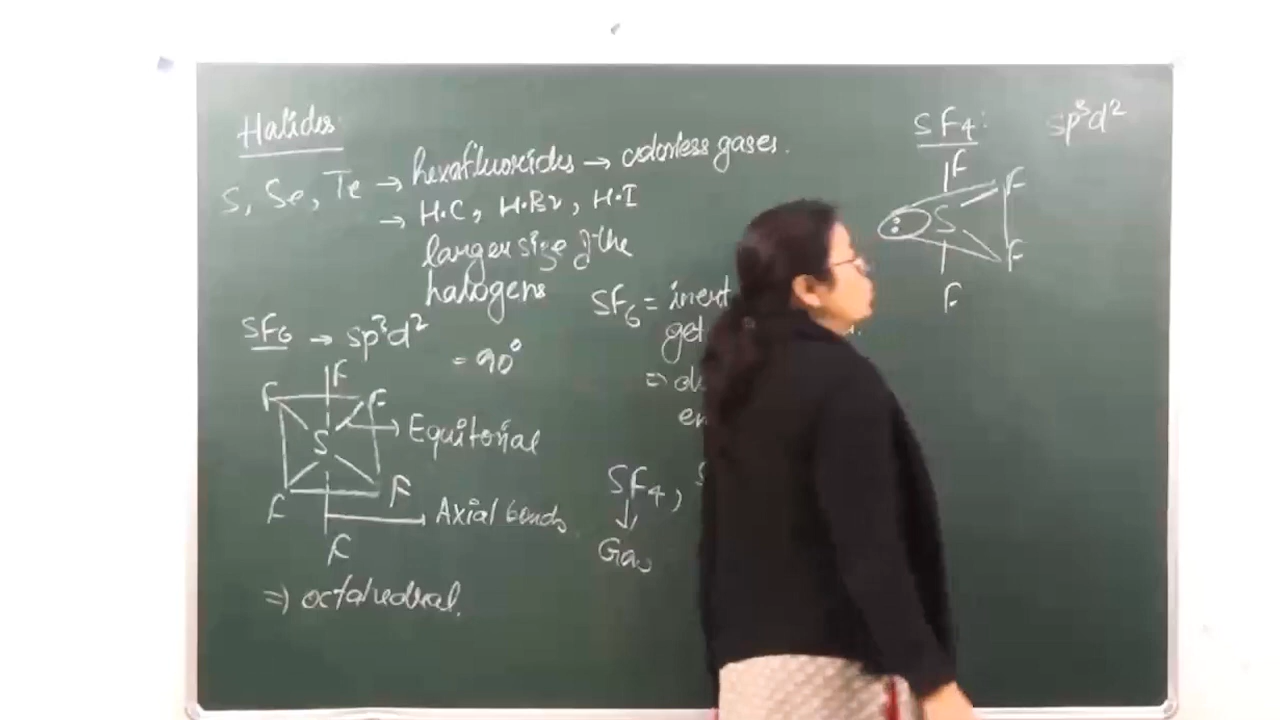 Halides:
S, Se, Te → hexafluorides → colorless gases.
→ H.C, H.Br, H.I
larger size of the
halogens
SF6 → sp³d²
= 90°
F
F F
S
→ Equitorial
F F
→ Axial bonds
F
⇒ octahedral.
SF6 = inert
get
SF4,
↓
Gas
SF4: sp³d²
F
F
: S
F
F